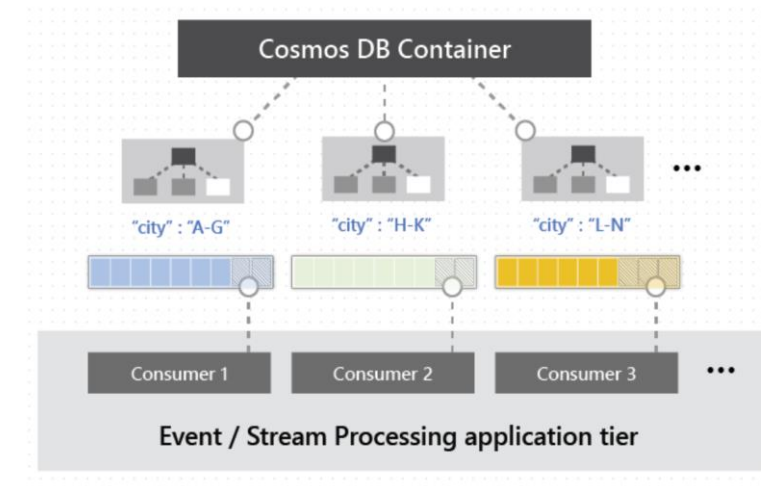 Cosmos DB Container
•••
"city" : "A-G"
"city" : "H-K"
"city" : "L-N"
Consumer 1
Consumer 2
Consumer 3
•••
Event / Stream Processing application tier